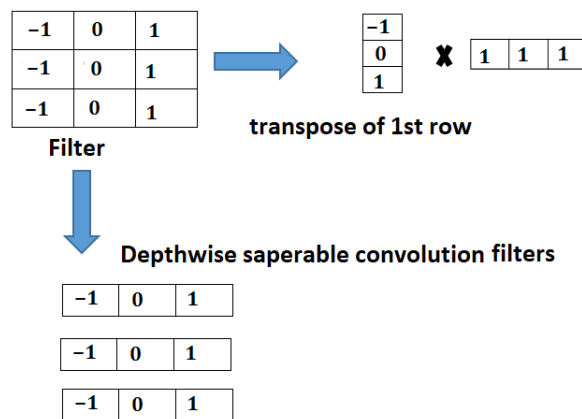 -1 0 1
-1 0 1
-1 0 1
Filter
-1
0
1
✖ 1 1 1
transpose of 1st row
Depthwise saperable convolution filters
-1 0 1
-1 0 1
-1 0 1